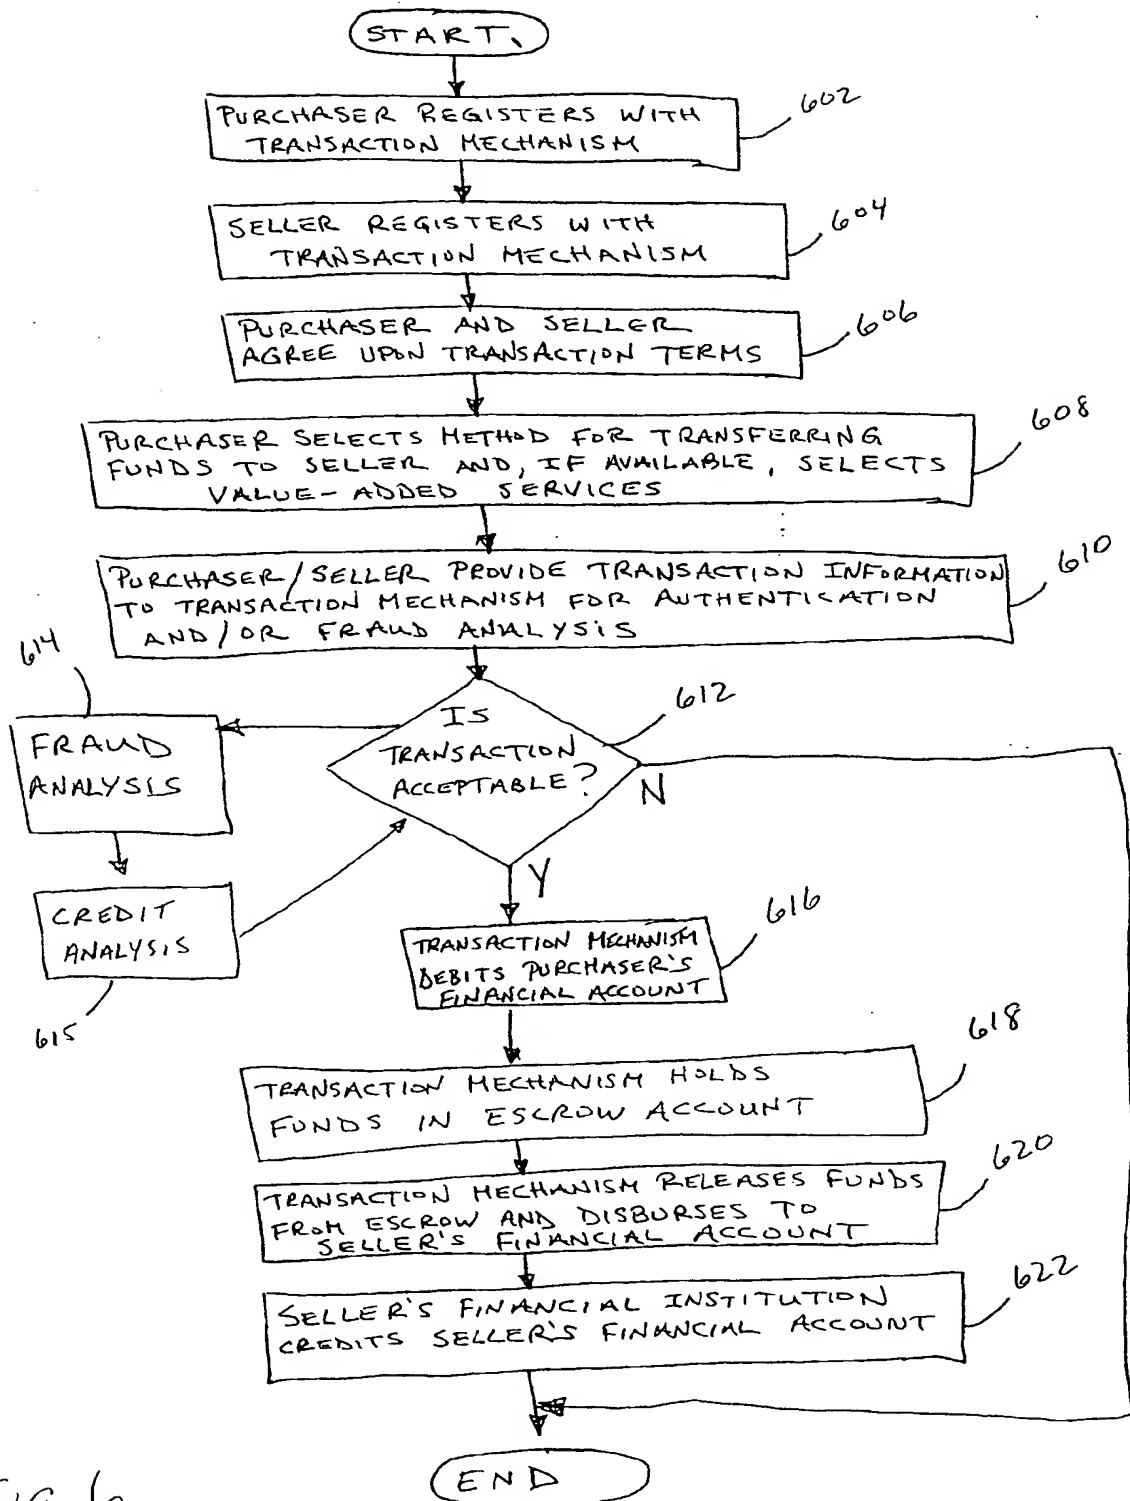 START.
PURCHASER REGISTERS WITH
TRANSACTION MECHANISM
602
SELLER REGISTERS WITH
TRANSACTION MECHANISM
604
PURCHASER AND SELLER
AGREE UPON TRANSACTION TERMS
606
PURCHASER SELECTS METHOD FOR TRANSFERRING
FUNDS TO SELLER AND, IF AVAILABLE, SELECTS
VALUE-ADDED SERVICES
608
PURCHASER/SELLER PROVIDE TRANSACTION INFORMATION
TO TRANSACTION MECHANISM FOR AUTHENTICATION
AND/OR FRAUD ANALYSIS
610
614
FRAUD
ANALYSIS
IS
TRANSACTION
ACCEPTABLE?
612
N
Y
CREDIT
ANALYSIS
615
TRANSACTION MECHANISM
DEBITS PURCHASER'S
FINANCIAL ACCOUNT
616
TRANSACTION MECHANISM HOLDS
FUNDS IN ESCROW ACCOUNT
618
TRANSACTION MECHANISM RELEASES FUNDS
FROM ESCROW AND DISBURSES TO
SELLER'S FINANCIAL ACCOUNT
620
SELLER'S FINANCIAL INSTITUTION
CREDITS SELLER'S FINANCIAL ACCOUNT
622
END